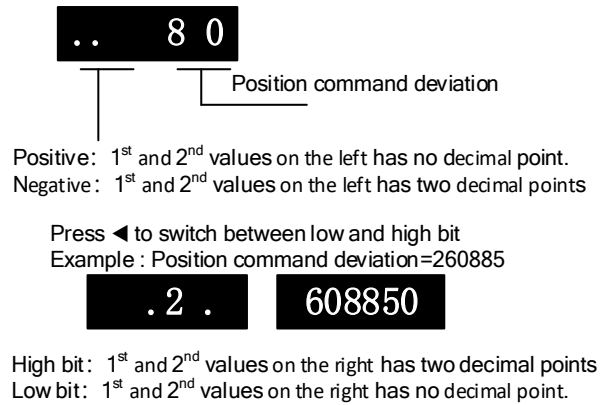 .. 8 0
Position command deviation
Positive： 1st and 2nd values on the left has no decimal point.
Negative： 1st and 2nd values on the left has two decimal points
Press ◀ to switch between low and high bit
Example : Position command deviation=260885
.2 . 608850
High bit： 1st and 2nd values on the right has two decimal points
Low bit： 1st and 2nd values on the right has no decimal point.